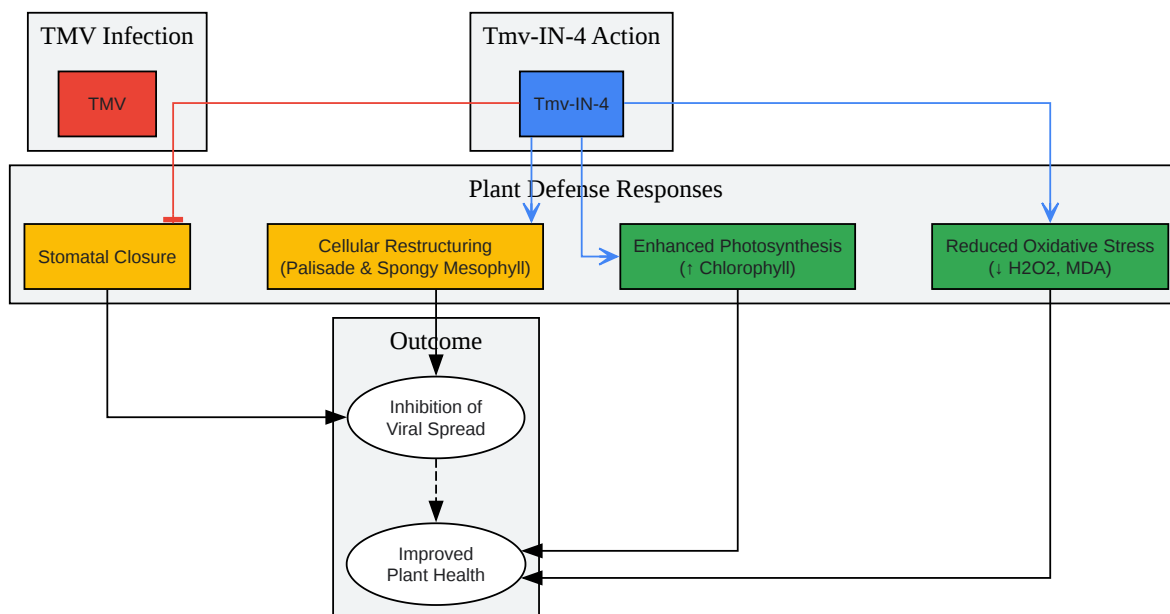 TMV Infection
Tmv-IN-4 Action
TMV
Tmv-IN-4
Plant Defense Responses
Stomatal Closure
Cellular Restructuring
(Palisade & Spongy Mesophyll)
Enhanced Photosynthesis
(↑ Chlorophyll)
Reduced Oxidative Stress
(↓ H2O2, MDA)
Outcome
Inhibition of
Viral Spread
Improved
Plant Health